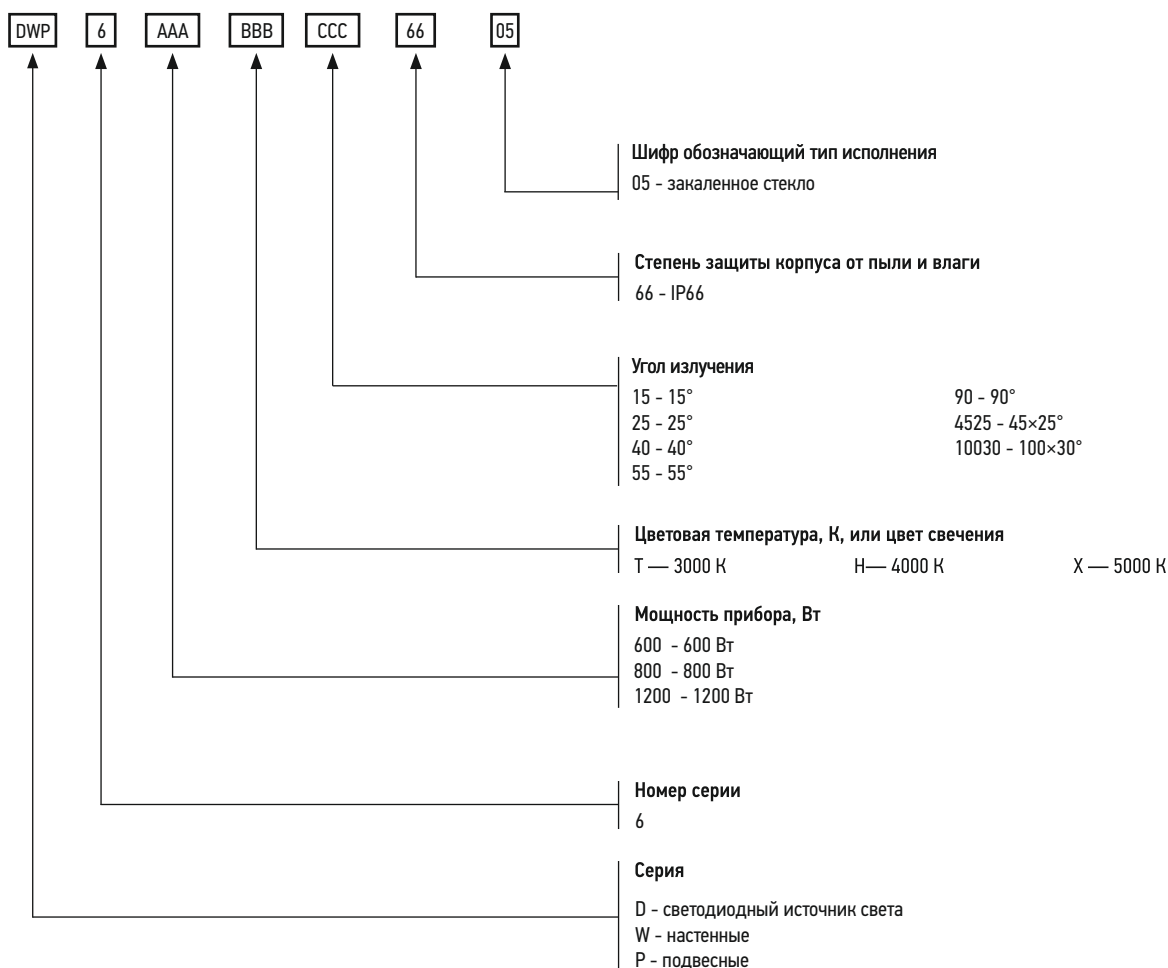 DWP 6 AAA BBB CCC 66 05
Шифр обозначающий тип исполнения
05 - закаленное стекло
Степень защиты корпуса от пыли и влаги
66 - IP66
Угол излучения
15 - 15° 90 - 90°
25 - 25° 4525 - 45×25°
40 - 40° 10030 - 100×30°
55 - 55°
Цветовая температура, К, или цвет свечения
Т — 3000 К Н— 4000 К Х — 5000 К
Мощность прибора, Вт
600 - 600 Вт
800 - 800 Вт
1200 - 1200 Вт
Номер серии
6
Серия
D - светодиодный источник света
W - настенные
P - подвесные